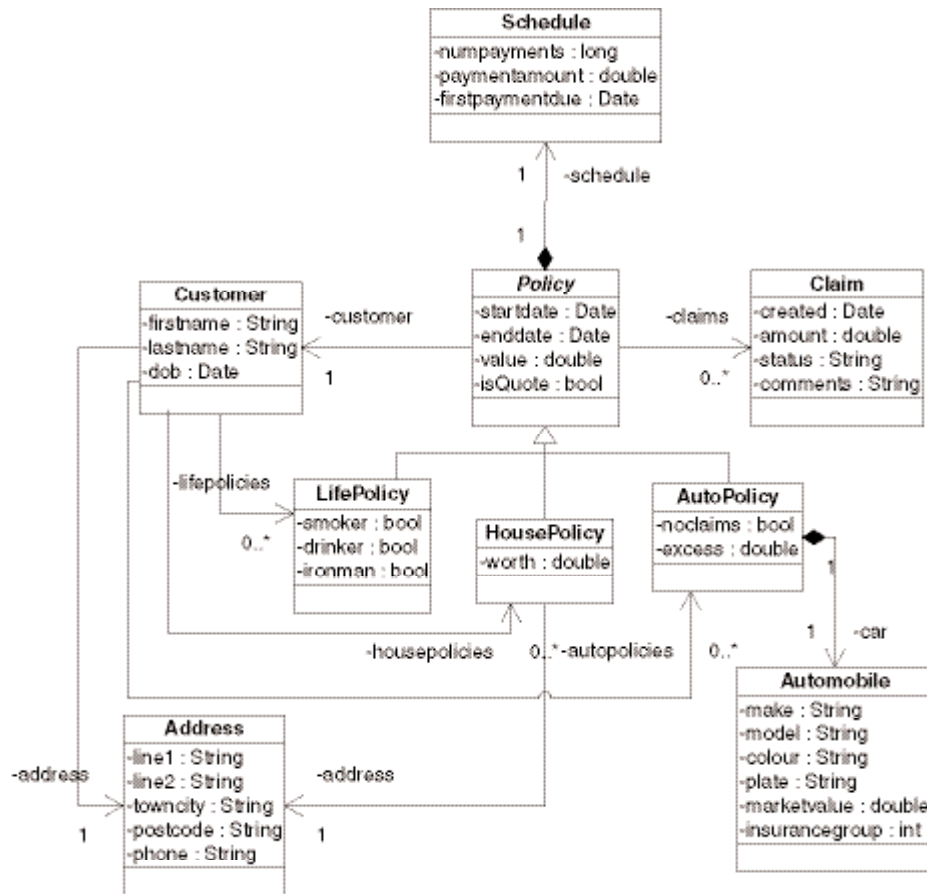 Schedule
-numpayments : long
-paymentamount : double
-firstpaymentdue : Date
1
-schedule
1
Customer
-firstname : String
-lastname : String
-dob : Date
-customer
1
Policy
-startdate : Date
-enddate : Date
-value : double
-isQuote : bool
-claims
0..*
Claim
-created : Date
-amount : double
-status : String
-comments : String
-lifepolicies
0..*
LifePolicy
-smoker : bool
-drinker : bool
-ironman : bool
HousePolicy
-worth : double
AutoPolicy
-noclaims : bool
-excess : double
1
-housepolicies
0..*
-autopolicies
0..*
1
-car
Address
-line1 : String
-line2 : String
-towncity : String
-postcode : String
-phone : String
-address
1
-address
1
Automobile
-make : String
-model : String
-colour : String
-plate : String
-marketvalue : double
-insurancegroup : int